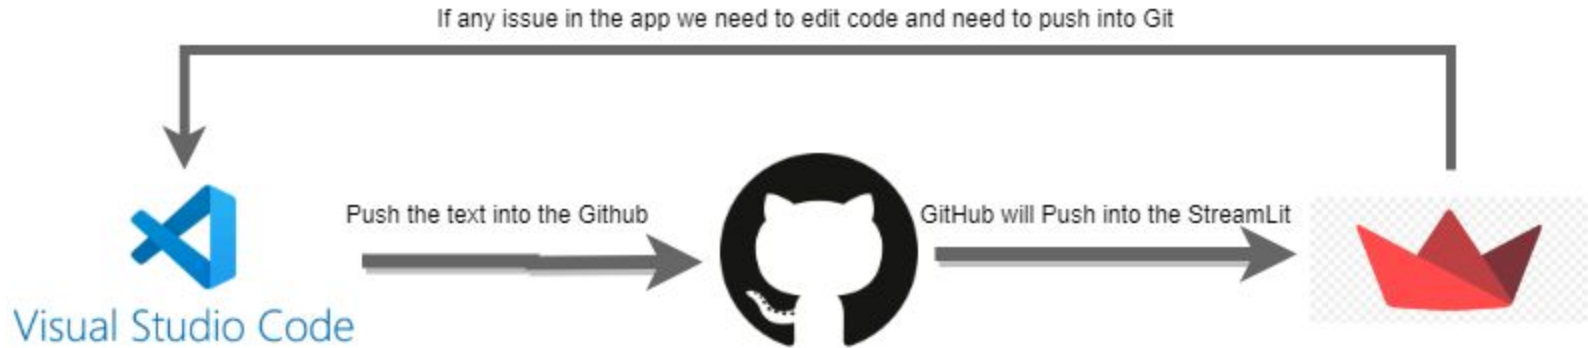 If any issue in the app we need to edit code and need to push into Git
Push the text into the Github
GitHub will Push into the StreamLit
Visual Studio Code